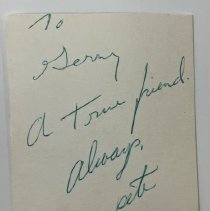 To
Gerry
A True friend.
Always,